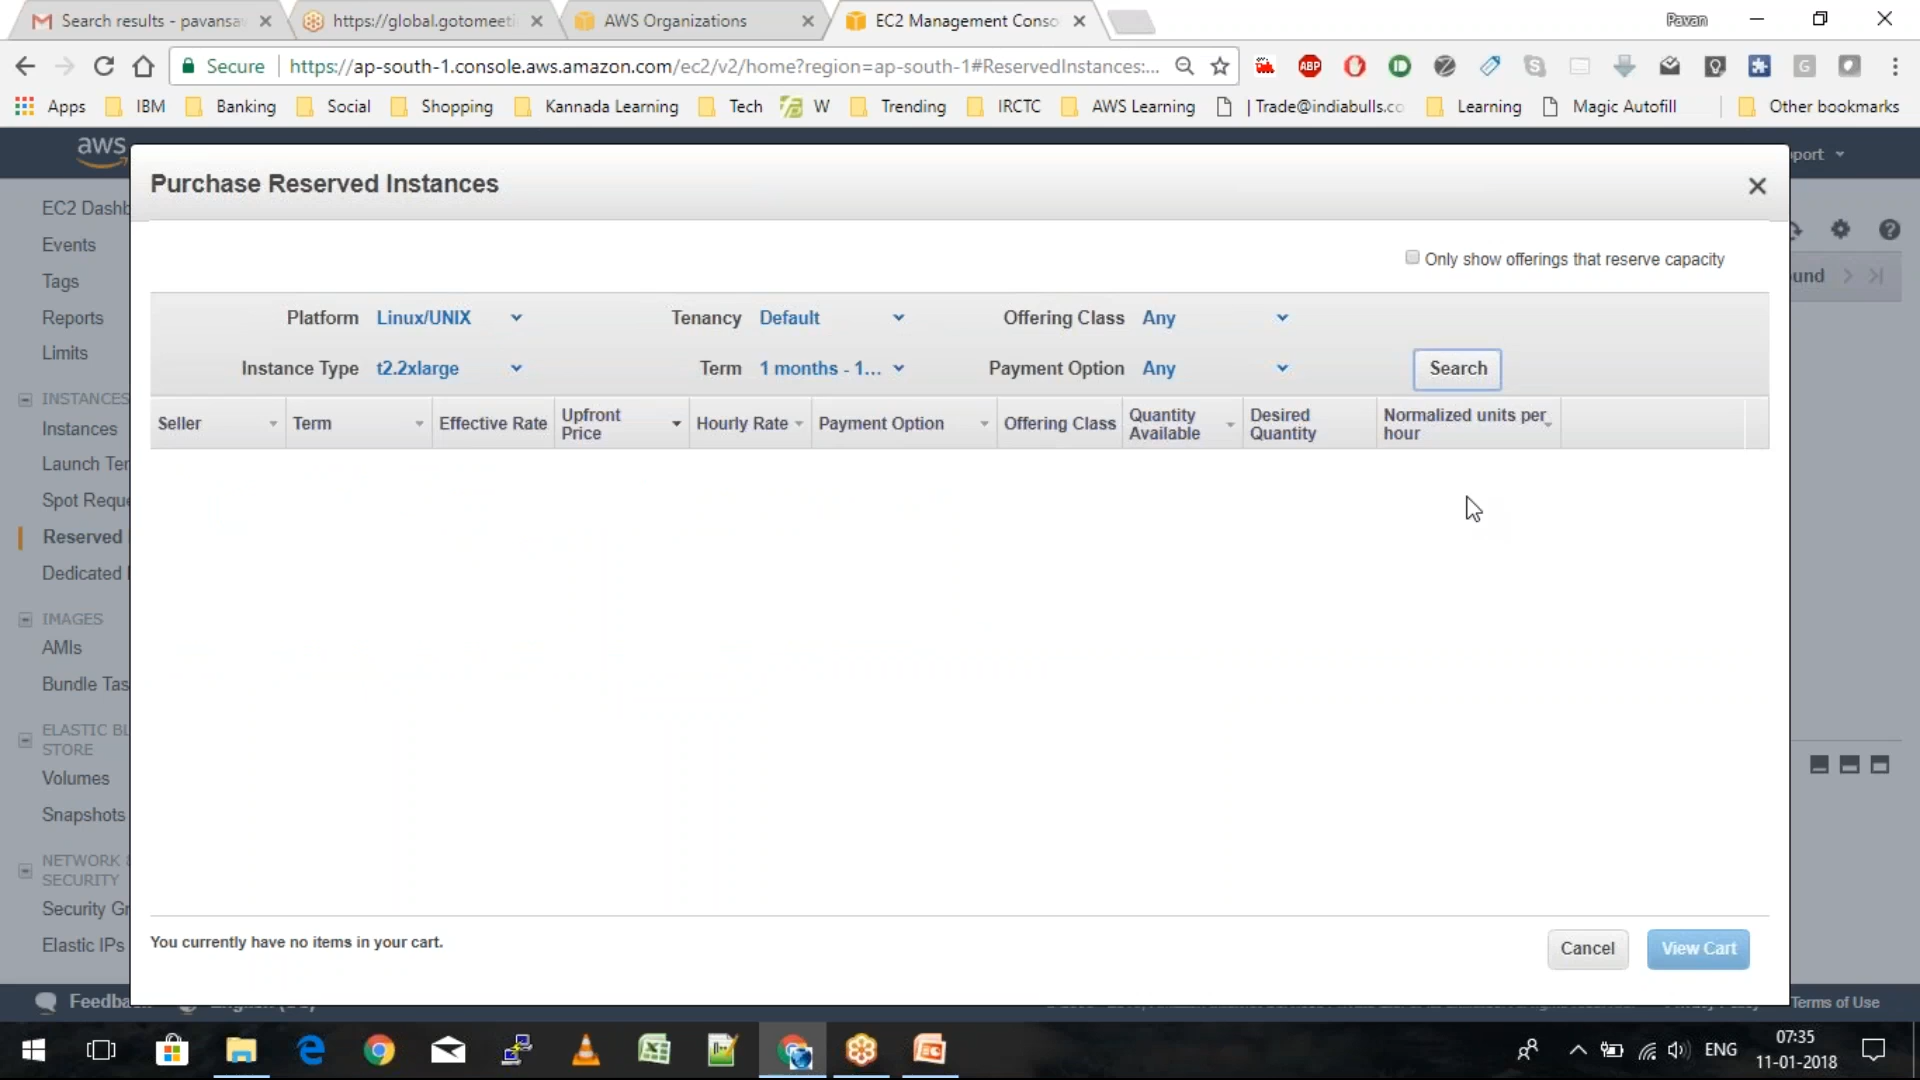 Search results - pavansa
https://global.gotomeeti
AWS Organizations
EC2 Management Conso
Pavan
Secure
https://ap-south-1.console.aws.amazon.com/ec2/v2/home?region=ap-south-1#ReservedInstances:...
Apps
IBM
Banking
Social
Shopping
Kannada Learning
Tech
W
Trending
IRCTC
AWS Learning
| Trade@indiabulls.co
Learning
Magic Autofill
Other bookmarks
aws
Purchase Reserved Instances
port
EC2 Dashb
Events
Tags
Reports
Limits
INSTANCES
Instances
Launch Ter
Spot Reque
Reserved
Dedicated
IMAGES
AMIs
Bundle Tas
ELASTIC BL
STORE
Volumes
Snapshots
NETWORK &
SECURITY
Security Gr
Elastic IPs
Only show offerings that reserve capacity
und
Platform Linux/UNIX
Tenancy Default
Offering Class Any
Instance Type t2.2xlarge
Term 1 months - 1...
Payment Option Any
Search
Seller
Term
Effective Rate
Upfront
Price
Hourly Rate
Payment Option
Offering Class
Quantity
Available
Desired
Quantity
Normalized units per
hour
You currently have no items in your cart.
Cancel
View Cart
Feedba
Terms of Use
ABP
G
ENG
07:35
11-01-2018